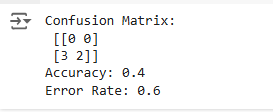 Confusion Matrix:
[[0 0]
[3 2]]
Accuracy: 0.4
Error Rate: 0.6